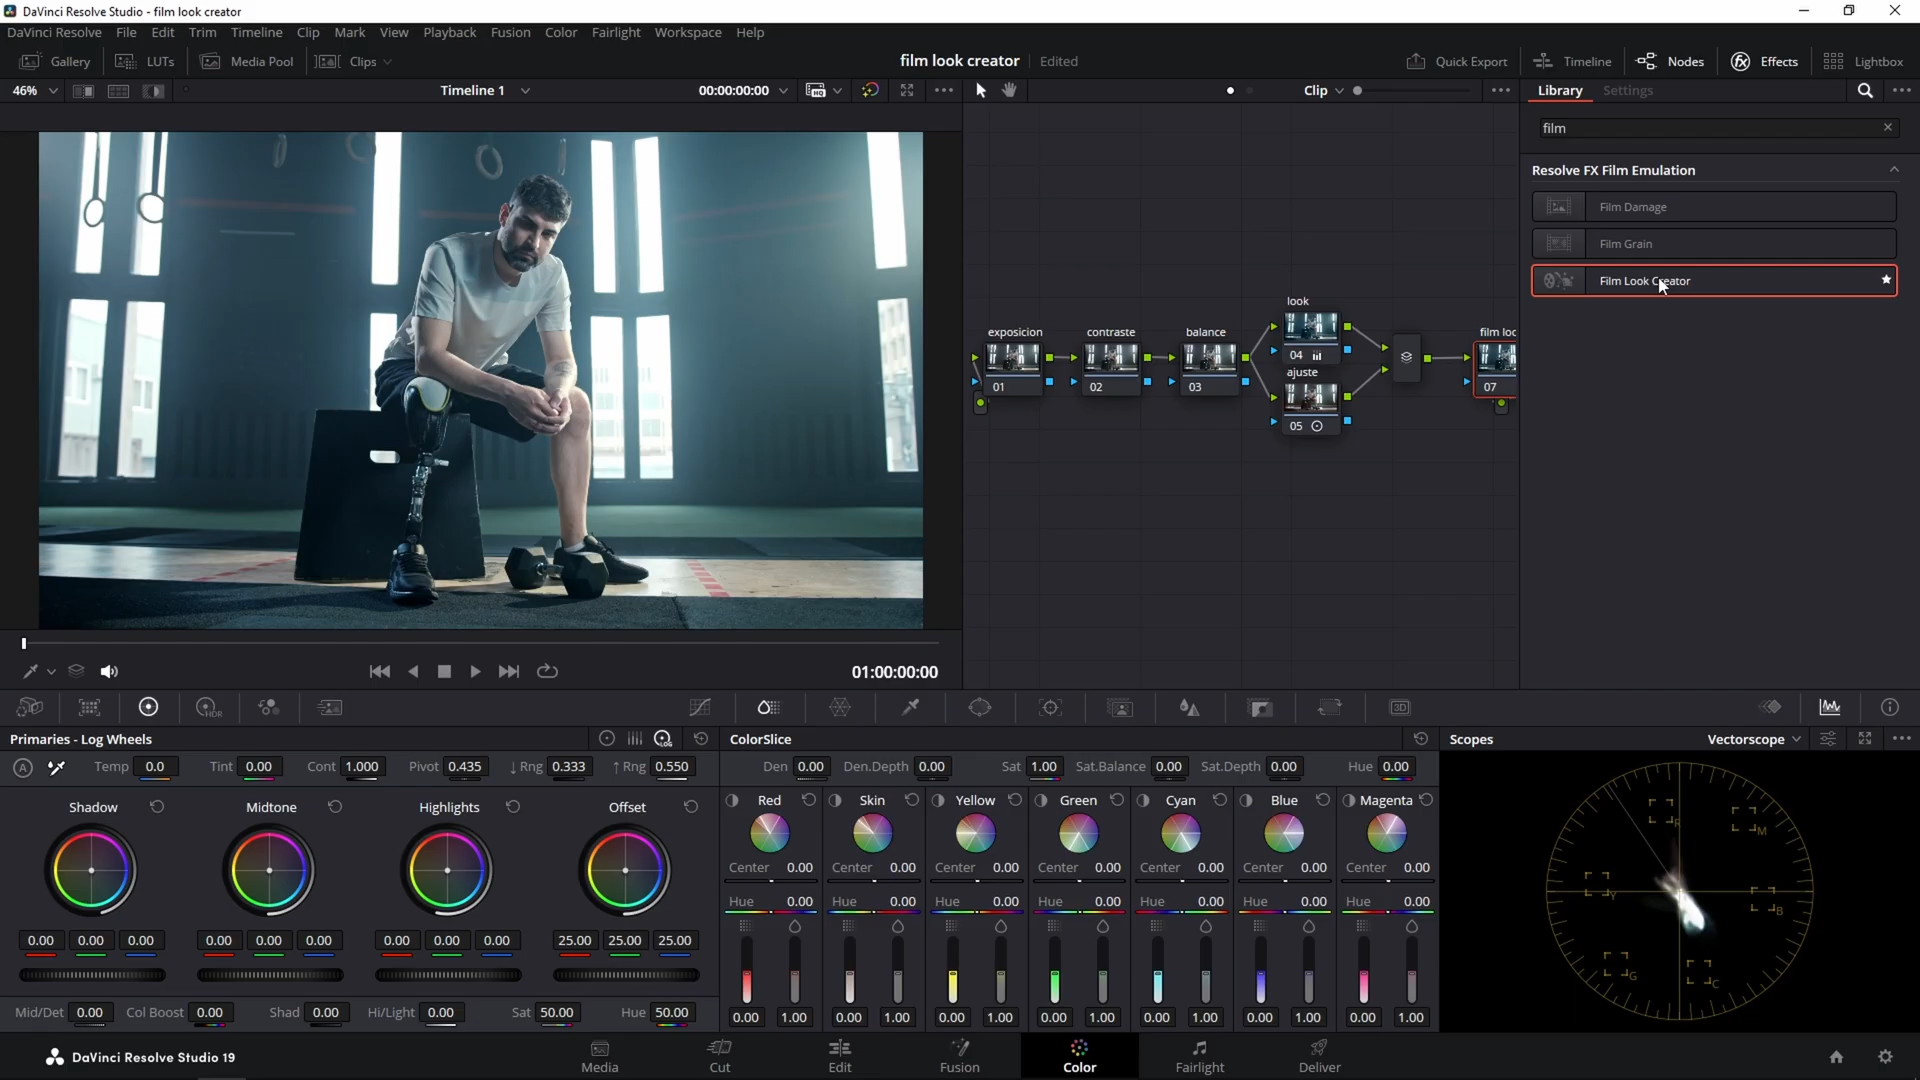 DaVinci Resolve Studio - film look creator
DaVinci Resolve File Edit Trim Timeline Clip Mark View Playback Fusion Color Fairlight Workspace Help
Gallery LUTs Media Pool Clips film look creator Edited Quick Export Timeline Nodes Effects Lightbox
46% Timeline 1 00:00:00:00 HQ Clip Library Settings
film
Resolve FX Film Emulation
Film Damage
Film Grain
Film Look Creator
look
exposicion contraste balance film loo
04
ajuste
01 02 03 07
05
01:00:00:00
HDR 3D
Primaries - Log Wheels LOG ColorSlice Scopes Vectorscope
A Temp 0.0 Tint 0.00 Cont 1.000 Pivot 0.435 ↓ Rng 0.333 ↑ Rng 0.550 Den 0.00 Den.Depth 0.00 Sat 1.00 Sat.Balance 0.00 Sat.Depth 0.00 Hue 0.00
Shadow Midtone Highlights Offset Red Skin Yellow Green Cyan Blue Magenta
R M
Center 0.00 Center 0.00 Center 0.00 Center 0.00 Center 0.00 Center 0.00 Center 0.00
Y B
Hue 0.00 Hue 0.00 Hue 0.00 Hue 0.00 Hue 0.00 Hue 0.00 Hue 0.00
0.00 0.00 0.00 0.00 0.00 0.00 0.00 0.00 0.00 25.00 25.00 25.00
G C
Mid/Det 0.00 Col Boost 0.00 Shad 0.00 Hi/Light 0.00 Sat 50.00 Hue 50.00 0.00 1.00 0.00 1.00 0.00 1.00 0.00 1.00 0.00 1.00 0.00 1.00 0.00 1.00
DaVinci Resolve Studio 19 Media Cut Edit Fusion Color Fairlight Deliver